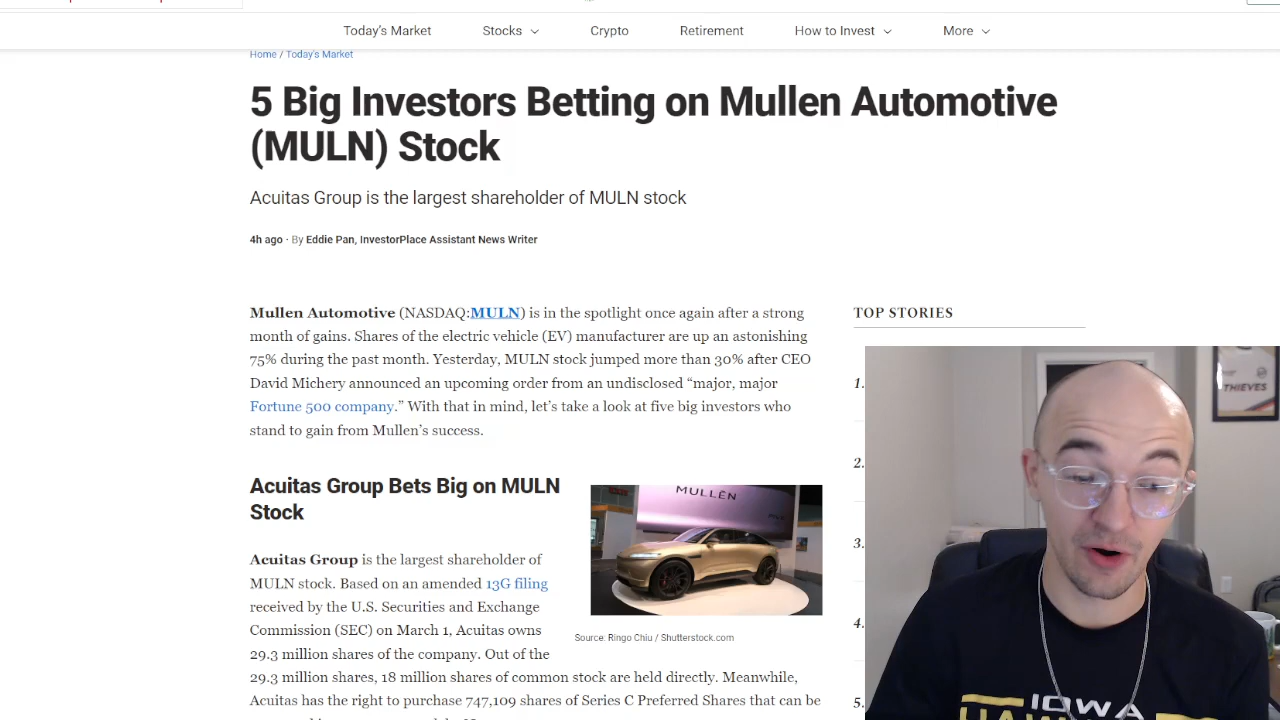 Today's Market
Stocks
Crypto
Retirement
How to Invest
More
Home / Today's Market
5 Big Investors Betting on Mullen Automotive
(MULN) Stock
Acuitas Group is the largest shareholder of MULN stock
4h ago · By Eddie Pan, InvestorPlace Assistant News Writer
Mullen Automotive (NASDAQ:MULN) is in the spotlight once again after a strong
month of gains. Shares of the electric vehicle (EV) manufacturer are up an astonishing
75% during the past month. Yesterday, MULN stock jumped more than 30% after CEO
David Michery announced an upcoming order from an undisclosed “major, major
Fortune 500 company.” With that in mind, let’s take a look at five big investors who
stand to gain from Mullen’s success.
Acuitas Group Bets Big on MULN
Stock
Acuitas Group is the largest shareholder of
MULN stock. Based on an amended 13G filing
received by the U.S. Securities and Exchange
Commission (SEC) on March 1, Acuitas owns
29.3 million shares of the company. Out of the
29.3 million shares, 18 million shares of common stock are held directly. Meanwhile,
Acuitas has the right to purchase 747,109 shares of Series C Preferred Shares that can be
MULLEN
Source: Ringo Chiu / Shutterstock.com
TOP STORIES
1.
2.
3.
4.
5.
THIEVES
IOWA